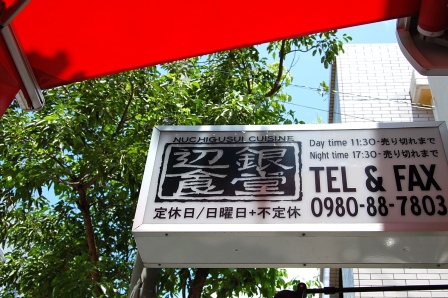 NUCHIGUSUI CUISINE
辺銀
食堂
定休日/日曜日+不定休
Day time 11:30-売り切れまで
Night time 17:30-売り切れまで
TEL & FAX
0980-88-7803